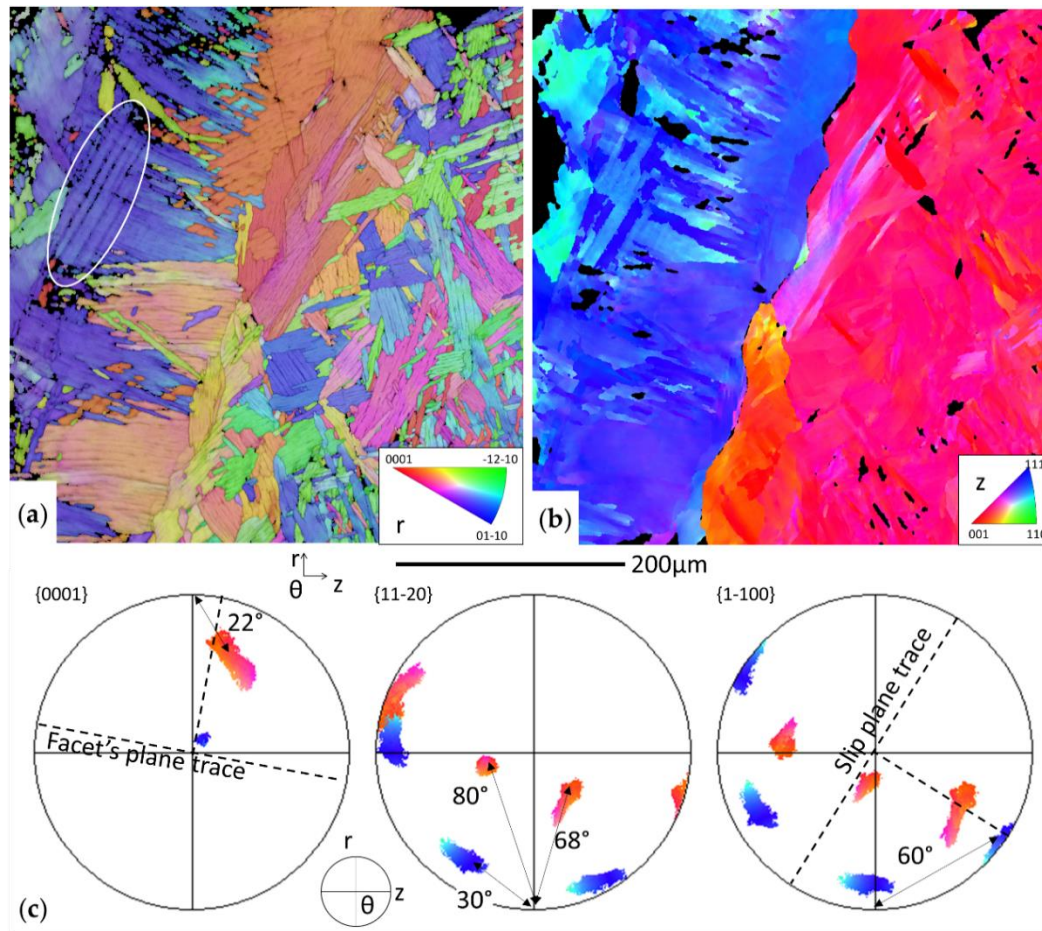 0001
-12-10
r
01-10
(a)
111
z
001
110
(b)
r
θ
z
200μm
{0001}
{11-20}
{1-100}
22°
Facet's plane trace
80°
68°
30°
Slip plane trace
60°
r
θ
z
(c)